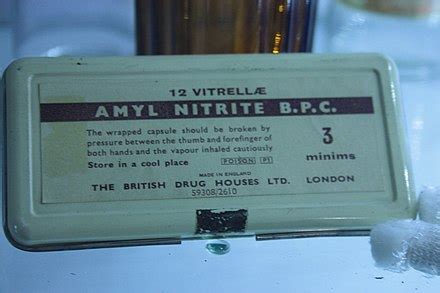 12 VITRELLÆ
AMYL NITRITE B.P.C.
The wrapped capsule should be broken by
pressure between the thumb and forefinger of
both hands and the vapour inhaled cautiously
Store in a cool place POISON
3
minims
MADE IN ENGLAND
THE BRITISH DRUG HOUSES LTD. LONDON
59308/2610